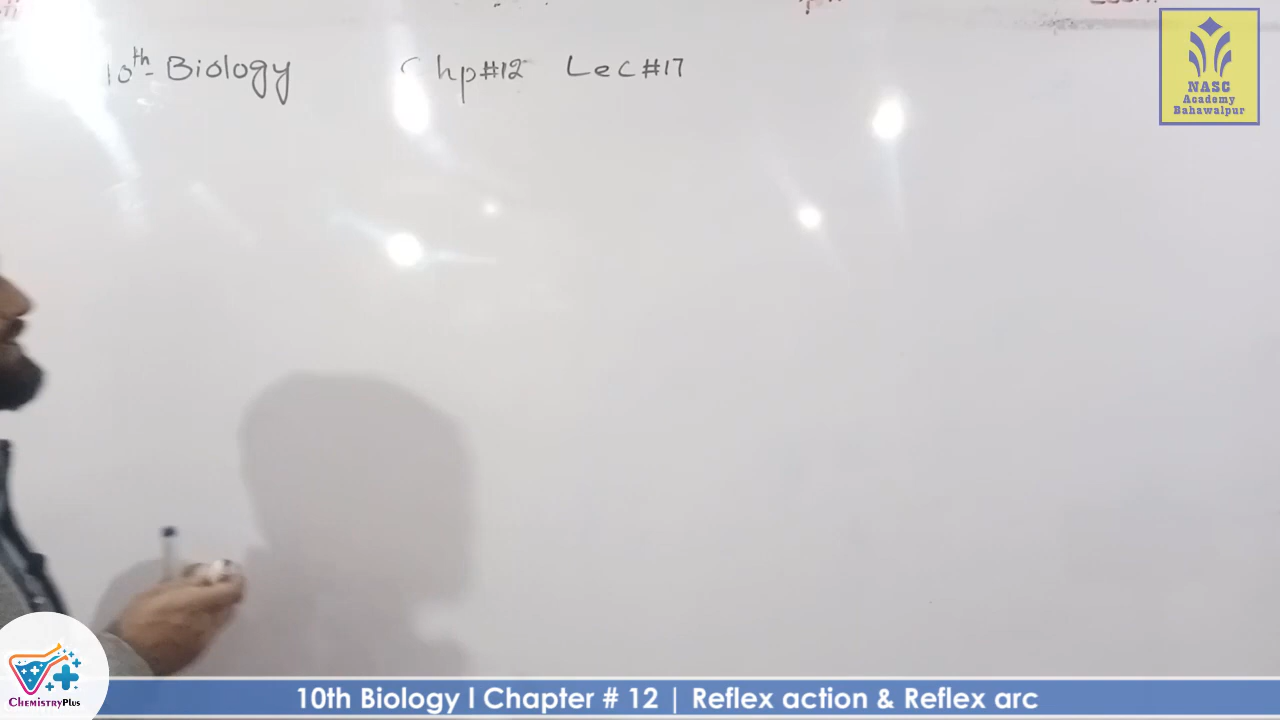 10th Biology Chp#12 Lec#17
NASC
Academy
Bahawalpur
CHEMISTRYPLUS
10th Biology l Chapter # 12 | Reflex action & Reflex arc